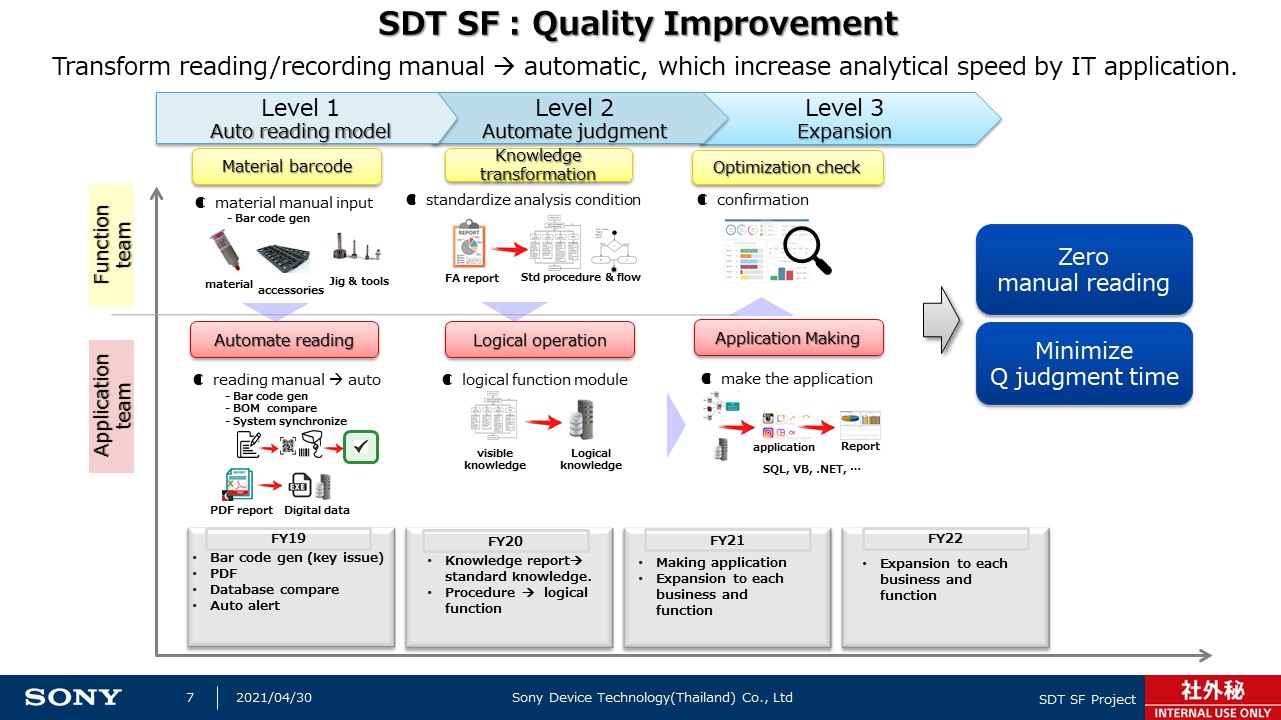 SDT SF : Quality Improvement
Transform reading/recording manual → automatic, which increase analytical speed by IT application.
Level 1
Auto reading model
Level 2
Automate judgment
Level 3
Expansion
Function
team
Material barcode
material manual input
- Bar code gen
material
accessories
Jig & tools
Knowledge
transformation
standardize analysis condition
REPORT
FA report
Std procedure & flow
Optimization check
confirmation
Application
team
Automate reading
reading manual → auto
- Bar code gen
- BOM compare
- System synchronize
REPORT
PDF
EXE
PDF report
Digital data
Logical operation
logical function module
visible
knowledge
Logical
knowledge
Application Making
make the application
application
Report
SQL, VB, .NET, …
Zero
manual reading
Minimize
Q judgment time
FY19
• Bar code gen (key issue)
• PDF
• Database compare
• Auto alert
FY20
• Knowledge report→
standard knowledge.
• Procedure → logical
function
FY21
• Making application
• Expansion to each
business and
function
FY22
• Expansion to each
business and
function
SONY
7
2021/04/30
Sony Device Technology(Thailand) Co., Ltd
SDT SF Project
社外秘
INTERNAL USE ONLY